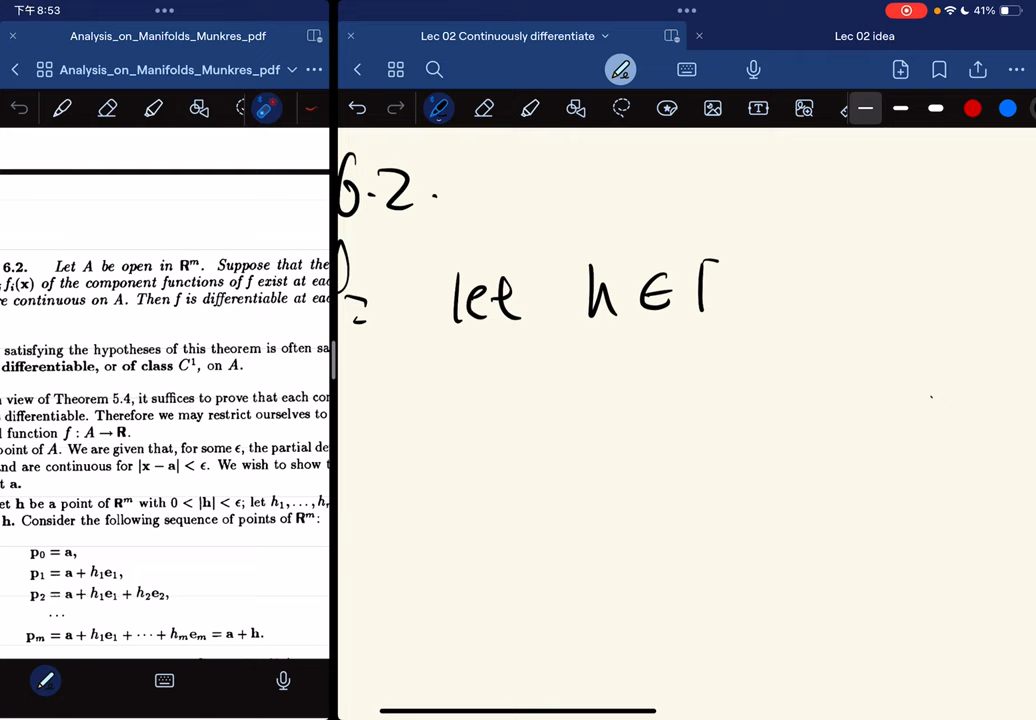 下午8:53
41%
Analysis_on_Manifolds_Munkres_pdf
Lec 02 Continuously differentiate
Lec 02 idea
Analysis_on_Manifolds_Munkres_pdf
6.2. Let A be open in Rᵐ. Suppose that the
fᵢ(x) of the component functions of f exist at eac
e continuous on A. Then f is differentiable at eac
satisfying the hypotheses of this theorem is often sa
differentiable, or of class C¹, on A.
view of Theorem 5.4, it suffices to prove that each co
differentiable. Therefore we may restrict ourselves to
function f : A → R.
point of A. We are given that, for some ϵ, the partial de
nd are continuous for |x − a| < ϵ. We wish to show t
t a.
et h be a point of Rᵐ with 0 < |h| < ϵ; let h₁,...,h
h. Consider the following sequence of points of Rᵐ:
p₀ = a,
p₁ = a + h₁e₁,
p₂ = a + h₁e₁ + h₂e₂,
...
pₘ = a + h₁e₁ + ··· + hₘeₘ = a + h.
6.2.
let h ∈